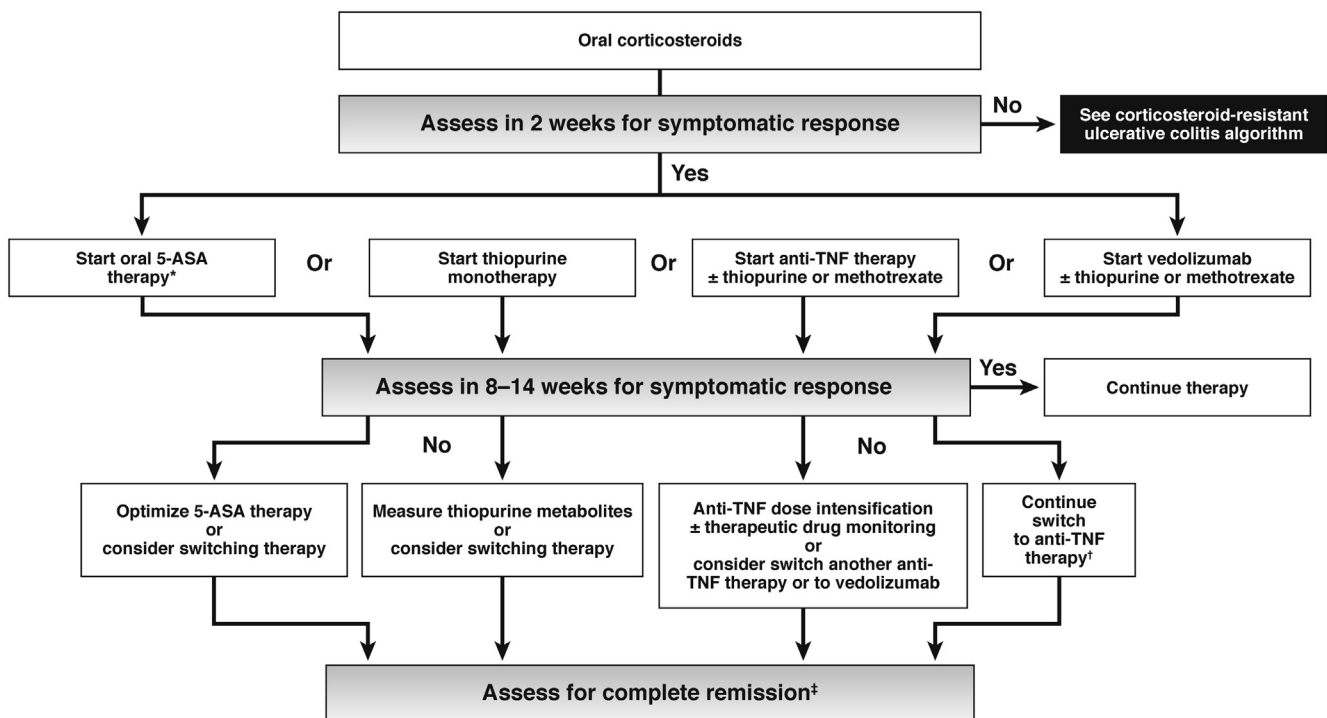 Oral corticosteroids
Assess in 2 weeks for symptomatic response
No
See corticosteroid-resistant
ulcerative colitis algorithm
Yes
Start oral 5-ASA
therapy*
Or
Start thiopurine
monotherapy
Or
Start anti-TNF therapy
± thiopurine or methotrexate
Or
Start vedolizumab
± thiopurine or methotrexate
Assess in 8–14 weeks for symptomatic response
Yes
Continue therapy
No
No
Optimize 5-ASA therapy
or
consider switching therapy
Measure thiopurine metabolites
or
consider switching therapy
Anti-TNF dose intensification
± therapeutic drug monitoring
or
consider switch another anti-
TNF therapy or to vedolizumab
Continue
switch
to anti-TNF
therapy†
Assess for complete remission‡